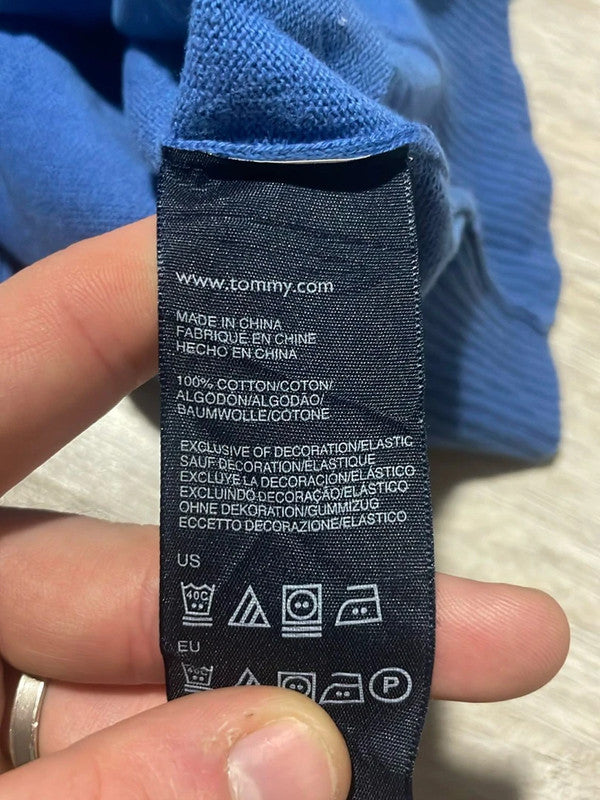 www.tommy.com
MADE IN CHINA
FABRIQUE EN CHINE
HECHO EN CHINA
100% COTTON/COTON/
ALGODÓN/ALGODÃO/
BAUMWOLLE/COTONE
EXCLUSIVE OF DECORATION/ELASTIC
SAUF DECORATION/ÉLASTIQUE
EXCLUYE LA DECORACIÓN/ELÁSTICO
EXCLUINDO DECORAÇÃO/ELÁSTICO
OHNE DEKORATION/GUMMIZUG
ECCETTO DECORAZIONE/ELASTICO
US
40C
EU
40C
P